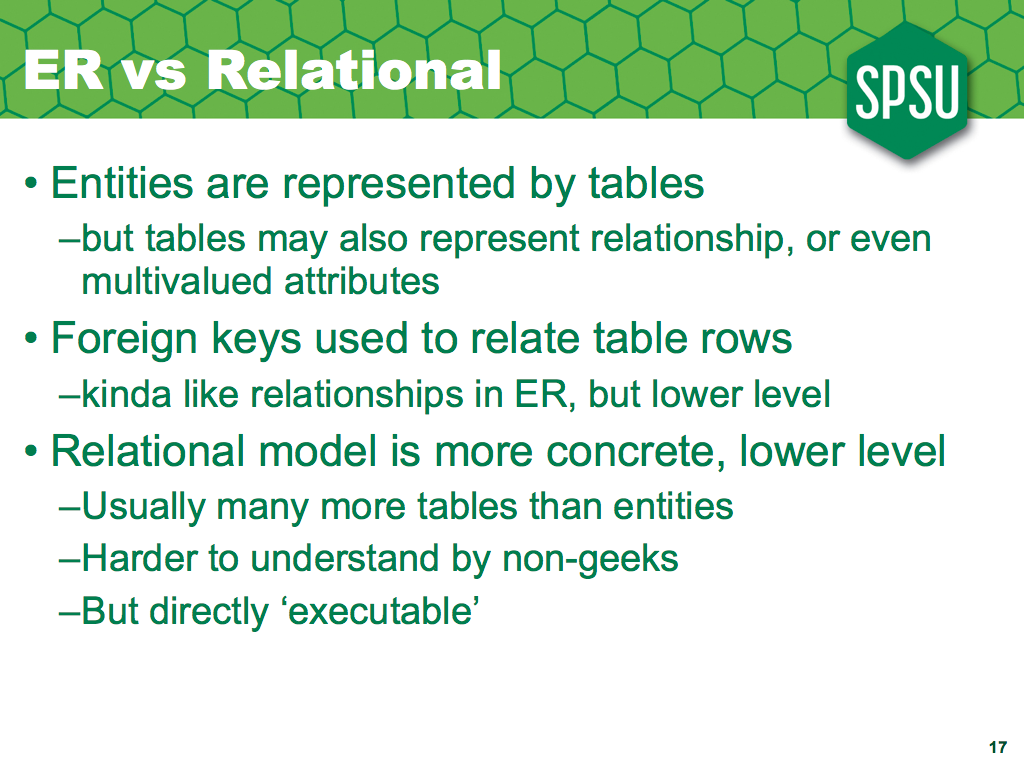 ER vs Relational
SPSU
• Entities are represented by tables
–but tables may also represent relationship, or even
multivalued attributes
• Foreign keys used to relate table rows
–kinda like relationships in ER, but lower level
• Relational model is more concrete, lower level
–Usually many more tables than entities
–Harder to understand by non-geeks
–But directly ‘executable’
17